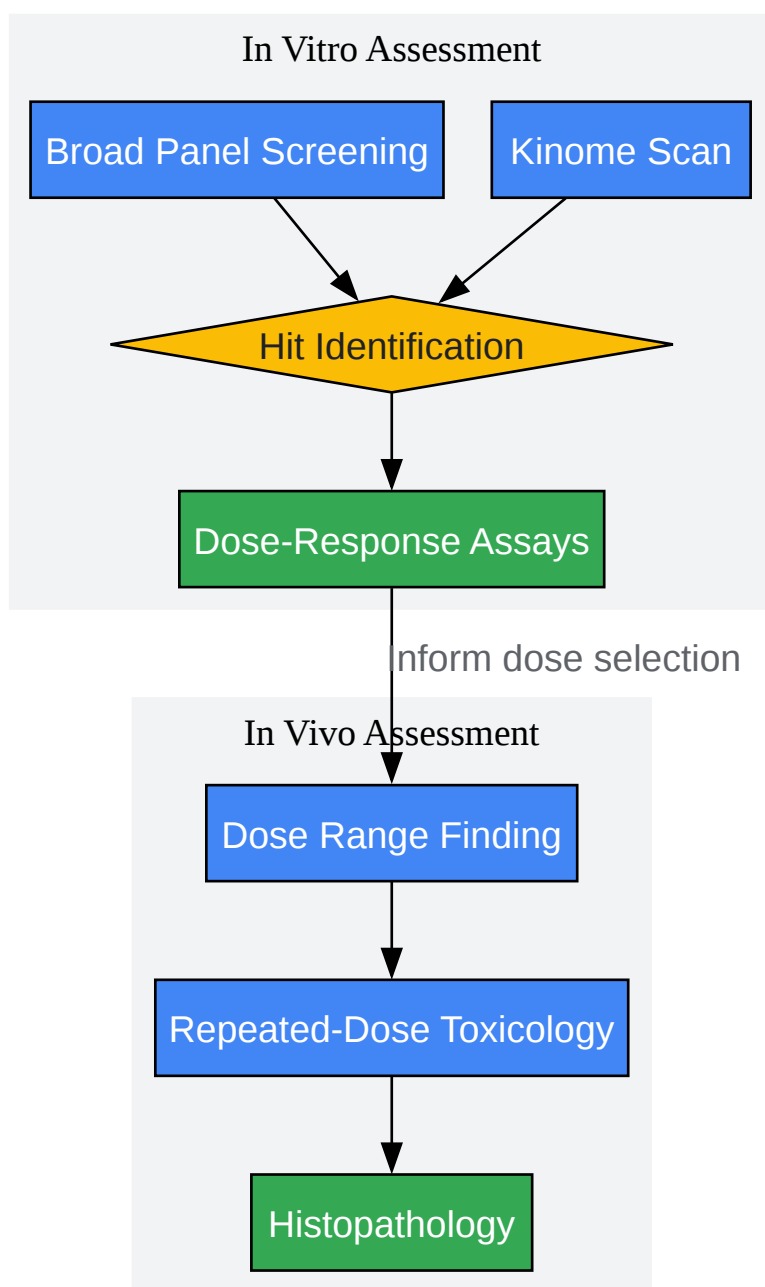 In Vitro Assessment
Broad Panel Screening
Kinome Scan
Hit Identification
Dose-Response Assays
Inform dose selection
In Vivo Assessment
Dose Range Finding
Repeated-Dose Toxicology
Histopathology